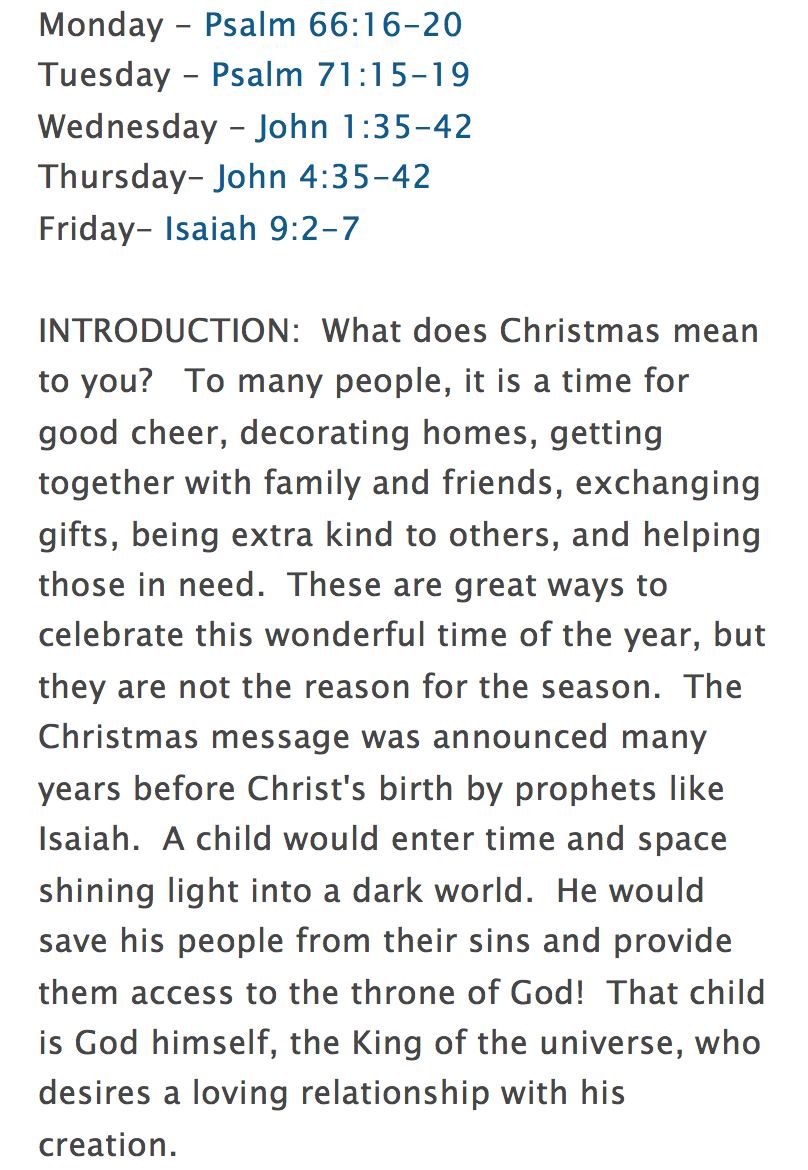 Monday – Psalm 66:16–20
Tuesday – Psalm 71:15–19
Wednesday – John 1:35–42
Thursday– John 4:35–42
Friday– Isaiah 9:2–7
INTRODUCTION:  What does Christmas mean
to you?   To many people, it is a time for
good cheer, decorating homes, getting
together with family and friends, exchanging
gifts, being extra kind to others, and helping
those in need.  These are great ways to
celebrate this wonderful time of the year, but
they are not the reason for the season.  The
Christmas message was announced many
years before Christ's birth by prophets like
Isaiah.  A child would enter time and space
shining light into a dark world.  He would
save his people from their sins and provide
them access to the throne of God!  That child
is God himself, the King of the universe, who
desires a loving relationship with his
creation.